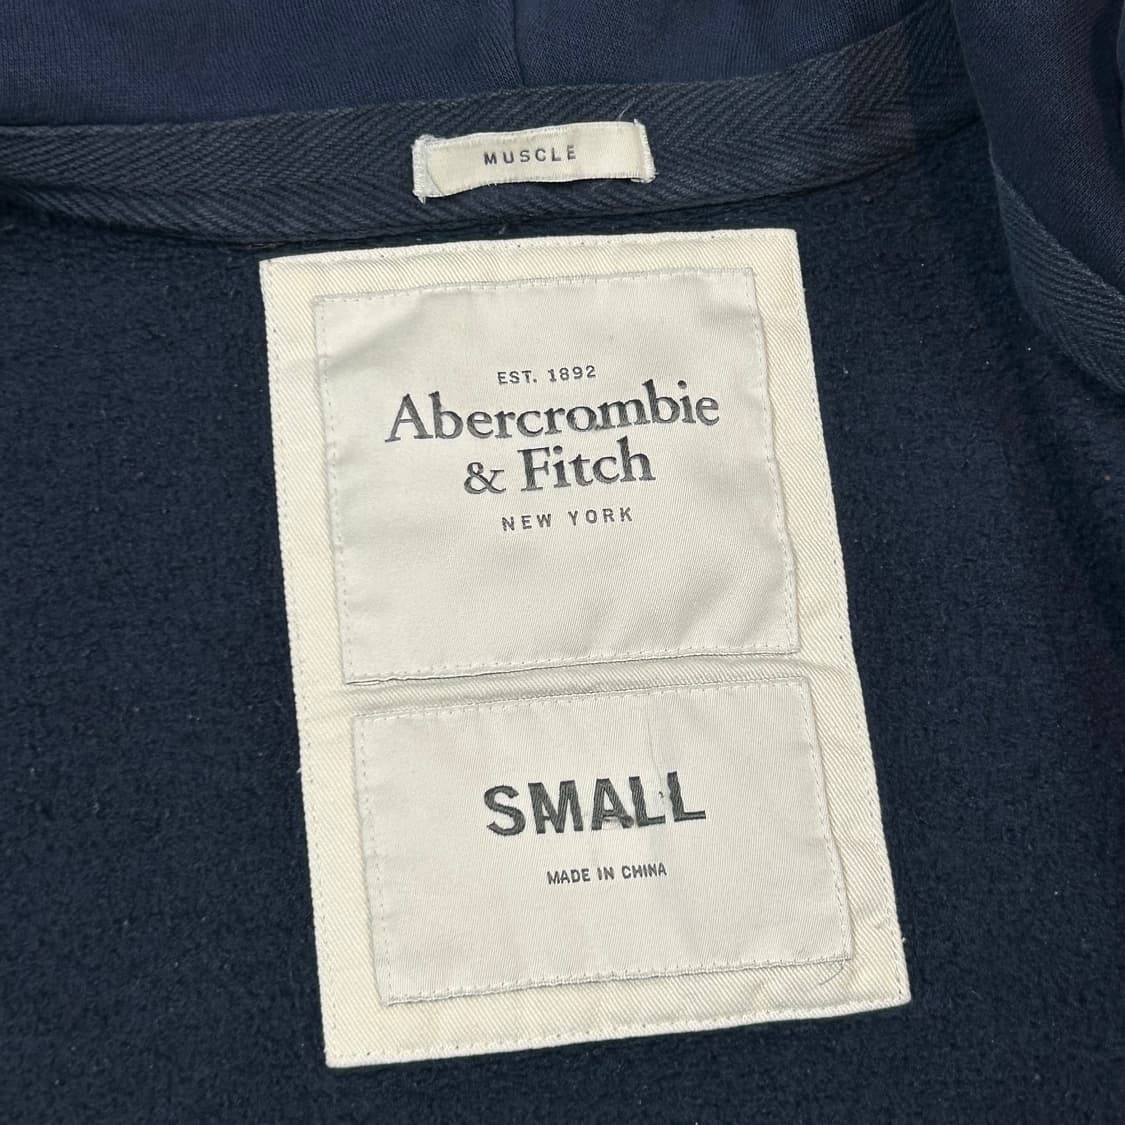 MUSCLE
EST. 1892
Abercrombie
& Fitch
NEW YORK
SMALL
MADE IN CHINA